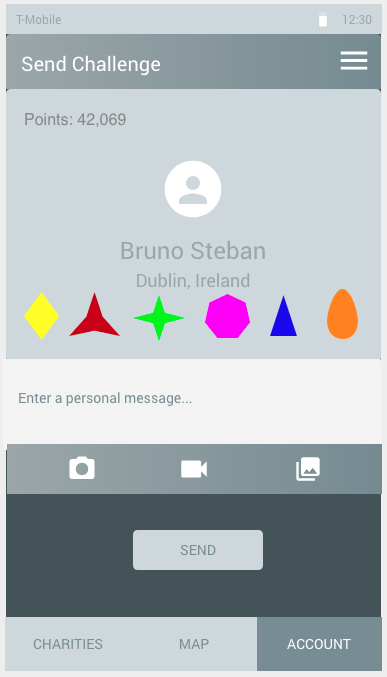 T-Mobile 12:30
Send Challenge
Points: 42,069
Bruno Steban
Dublin, Ireland
Enter a personal message...
SEND
CHARITIES MAP ACCOUNT